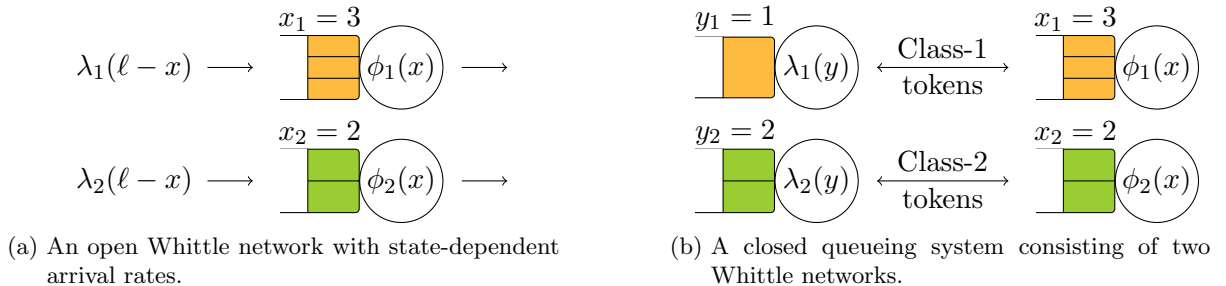 x₁ = 3
λ₁(ℓ − x)
ϕ₁(x)
x₂ = 2
λ₂(ℓ − x)
ϕ₂(x)
(a) An open Whittle network with state-dependent
arrival rates.
y₁ = 1
λ₁(y)
Class-1
tokens
x₁ = 3
ϕ₁(x)
y₂ = 2
λ₂(y)
Class-2
tokens
x₂ = 2
ϕ₂(x)
(b) A closed queueing system consisting of two
Whittle networks.